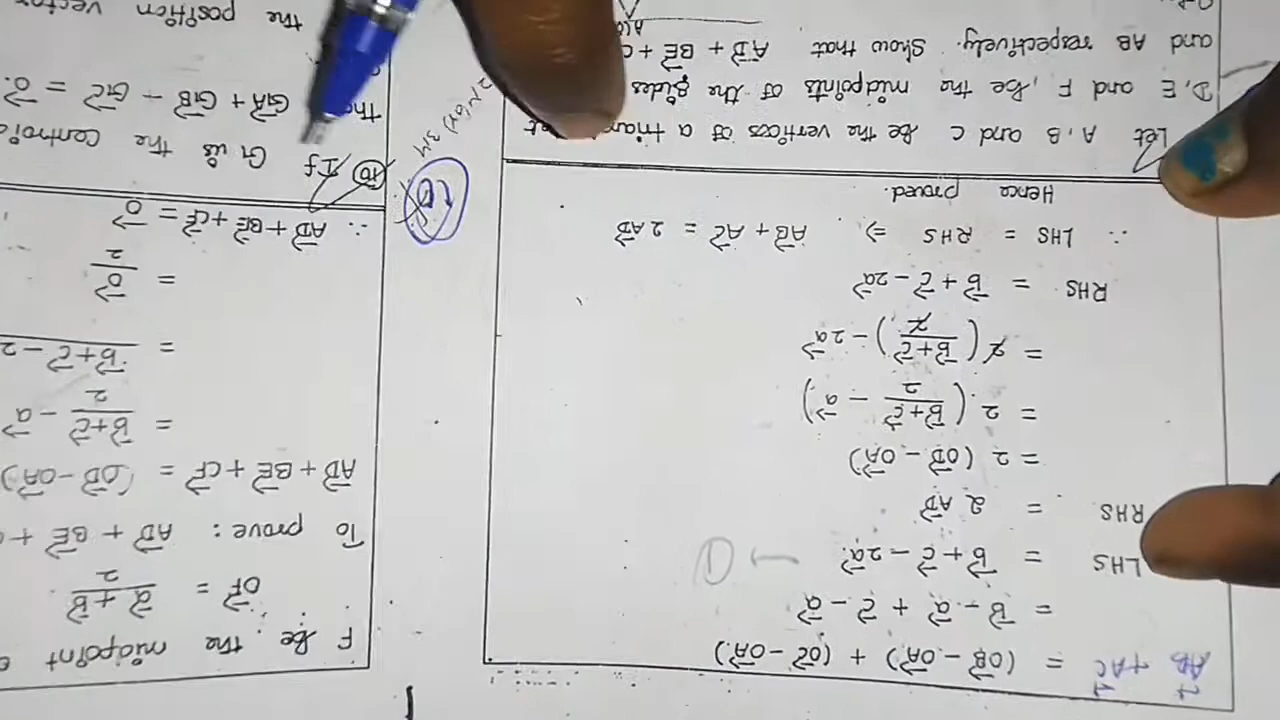 AB + AC = (OB - OA) + (OC - OA)
= b - a + c - a
LHS = b + c - 2a — ①
RHS = 2 AD
= 2 (OD - OA)
= 2 ( (b+c)/2 - a )
= 2 ( (b+c)/2 ) - 2a
RHS = b + c - 2a
∴ LHS = RHS ⇒ AB + AC = 2 AD
Hence proved.
Let A, B and C be the vertices of a
D, E and F, be the midpoints of the sides
and AB respectively. Show that AD + BE +
F be the midpoint
OF = (a + b)/2
To prove : AD + BE +
AD + BE + CF = (OD - OA)
= (b+c)/2 - a
= b + c - 2
= 0/2
∴ AD + BE + CF = 0
10 If G is the
GA + GB - GC = 0
the position vector